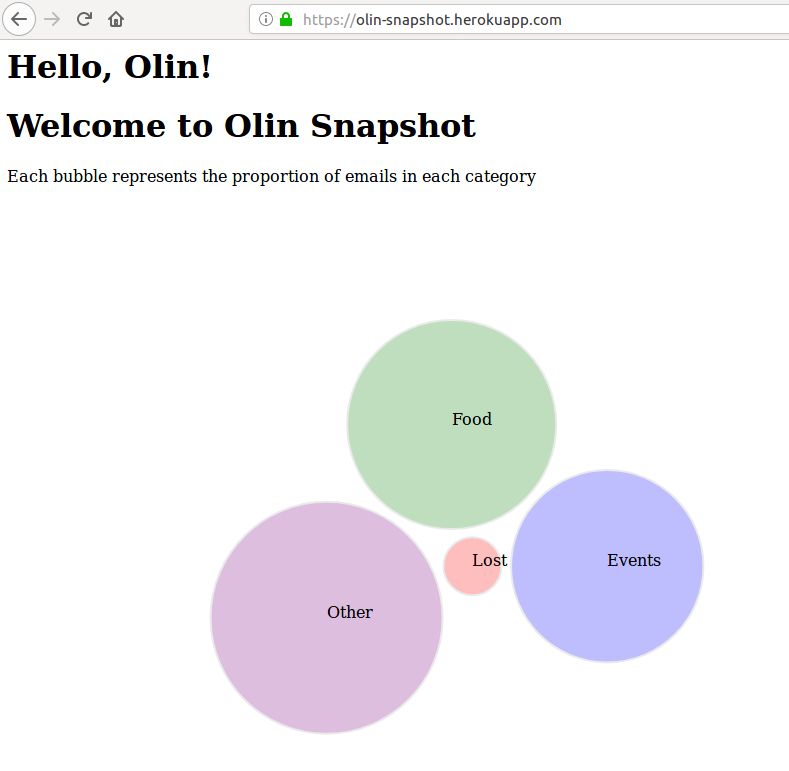 https://olin-snapshot.herokuapp.com
Hello, Olin!
Welcome to Olin Snapshot
Each bubble represents the proportion of emails in each category
Food
Lost
Events
Other